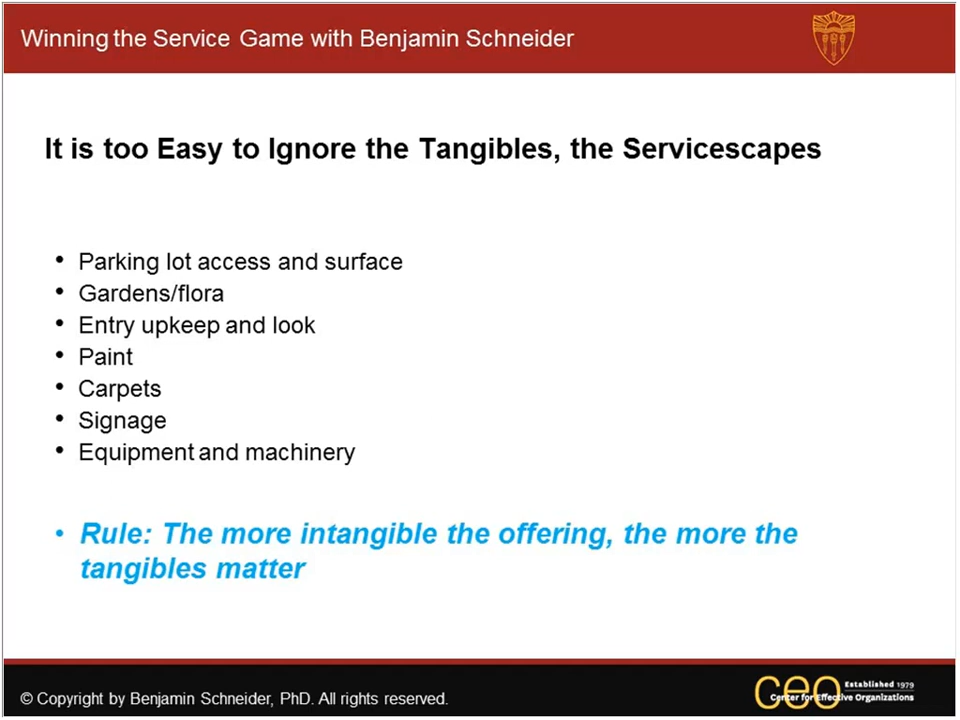 Winning the Service Game with Benjamin Schneider
It is too Easy to Ignore the Tangibles, the Servicescapes
• Parking lot access and surface
• Gardens/flora
• Entry upkeep and look
• Paint
• Carpets
• Signage
• Equipment and machinery
• Rule: The more intangible the offering, the more the
tangibles matter
© Copyright by Benjamin Schneider, PhD. All rights reserved.
ceo
Established 1979
Center for Effective Organizations